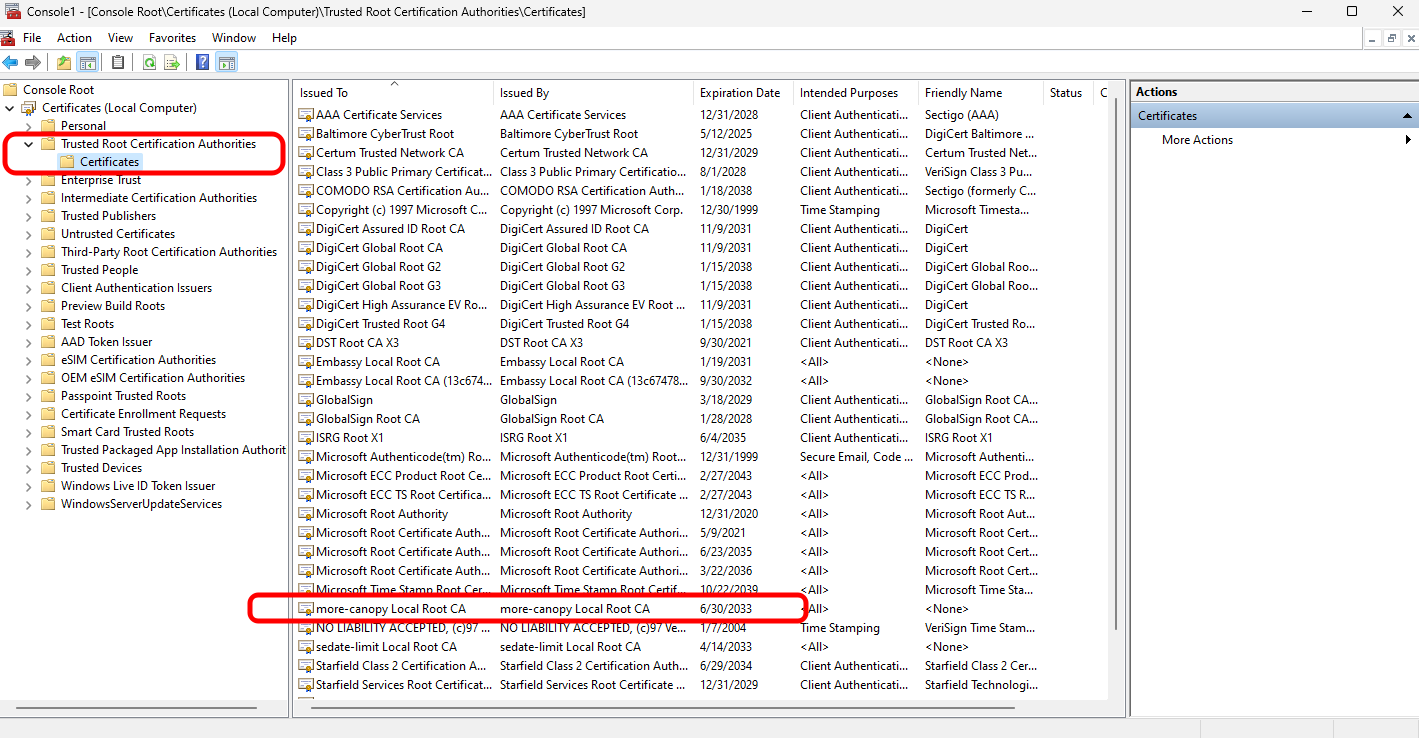 Console1 - [Console Root\Certificates (Local Computer)\Trusted Root Certification Authorities\Certificates]
File Action View Favorites Window Help
Console Root
Certificates (Local Computer)
Personal
Trusted Root Certification Authorities
Certificates
Enterprise Trust
Intermediate Certification Authorities
Trusted Publishers
Untrusted Certificates
Third-Party Root Certification Authorities
Trusted People
Client Authentication Issuers
Preview Build Roots
Test Roots
AAD Token Issuer
eSIM Certification Authorities
OEM eSIM Certification Authorities
Passpoint Trusted Roots
Certificate Enrollment Requests
Smart Card Trusted Roots
Trusted Packaged App Installation Authorit
Trusted Devices
Windows Live ID Token Issuer
WindowsServerUpdateServices
Issued To Issued By Expiration Date Intended Purposes Friendly Name Status C
AAA Certificate Services AAA Certificate Services 12/31/2028 Client Authenticati... Sectigo (AAA)
Baltimore CyberTrust Root Baltimore CyberTrust Root 5/12/2025 Client Authenticati... DigiCert Baltimore ...
Certum Trusted Network CA Certum Trusted Network CA 12/31/2029 Client Authenticati... Certum Trusted Net...
Class 3 Public Primary Certificat... Class 3 Public Primary Certificatio... 8/1/2028 Client Authenticati... VeriSign Class 3 Pu...
COMODO RSA Certification Au... COMODO RSA Certification Auth... 1/18/2038 Client Authenticati... Sectigo (formerly C...
Copyright (c) 1997 Microsoft C... Copyright (c) 1997 Microsoft Corp. 12/30/1999 Time Stamping Microsoft Timesta...
DigiCert Assured ID Root CA DigiCert Assured ID Root CA 11/9/2031 Client Authenticati... DigiCert
DigiCert Global Root CA DigiCert Global Root CA 11/9/2031 Client Authenticati... DigiCert
DigiCert Global Root G2 DigiCert Global Root G2 1/15/2038 Client Authenticati... DigiCert Global Roo...
DigiCert Global Root G3 DigiCert Global Root G3 1/15/2038 Client Authenticati... DigiCert Global Roo...
DigiCert High Assurance EV Ro... DigiCert High Assurance EV Root ... 11/9/2031 Client Authenticati... DigiCert
DigiCert Trusted Root G4 DigiCert Trusted Root G4 1/15/2038 Client Authenticati... DigiCert Trusted Ro...
DST Root CA X3 DST Root CA X3 9/30/2021 Client Authenticati... DST Root CA X3
Embassy Local Root CA Embassy Local Root CA 1/19/2031 <All> <None>
Embassy Local Root CA (13c674... Embassy Local Root CA (13c67478... 9/30/2032 <All> <None>
GlobalSign GlobalSign 3/18/2029 Client Authenticati... GlobalSign Root CA...
GlobalSign Root CA GlobalSign Root CA 1/28/2028 Client Authenticati... GlobalSign Root CA...
ISRG Root X1 ISRG Root X1 6/4/2035 Client Authenticati... ISRG Root X1
Microsoft Authenticode(tm) Ro... Microsoft Authenticode(tm) Root... 12/31/1999 Secure Email, Code ... Microsoft Authenti...
Microsoft ECC Product Root Ce... Microsoft ECC Product Root Certi... 2/27/2043 <All> Microsoft ECC Prod...
Microsoft ECC TS Root Certifica... Microsoft ECC TS Root Certificate ... 2/27/2043 <All> Microsoft ECC TS R...
Microsoft Root Authority Microsoft Root Authority 12/31/2020 <All> Microsoft Root Auth...
Microsoft Root Certificate Auth... Microsoft Root Certificate Authori... 5/9/2021 <All> Microsoft Root Cert...
Microsoft Root Certificate Auth... Microsoft Root Certificate Authori... 6/23/2035 <All> Microsoft Root Cert...
Microsoft Root Certificate Auth... Microsoft Root Certificate Authori... 3/22/2036 <All> Microsoft Root Cert...
Microsoft Time Stamp Root Cer... Microsoft Time Stamp Root Certif... 10/22/2039 <All> Microsoft Time Sta...
more-canopy Local Root CA more-canopy Local Root CA 6/30/2033 <All> <None>
NO LIABILITY ACCEPTED, (c)97 ... NO LIABILITY ACCEPTED, (c)97 Ve... 1/7/2004 Time Stamping VeriSign Time Stam...
sedate-limit Local Root CA sedate-limit Local Root CA 4/14/2033 <All> <None>
Starfield Class 2 Certification A... Starfield Class 2 Certification Auth... 6/29/2034 Client Authenticati... Starfield Class 2 Cer...
Starfield Services Root Certificat... Starfield Services Root Certificate ... 12/31/2029 Client Authenticati... Starfield Technologi...
Actions
Certificates
More Actions